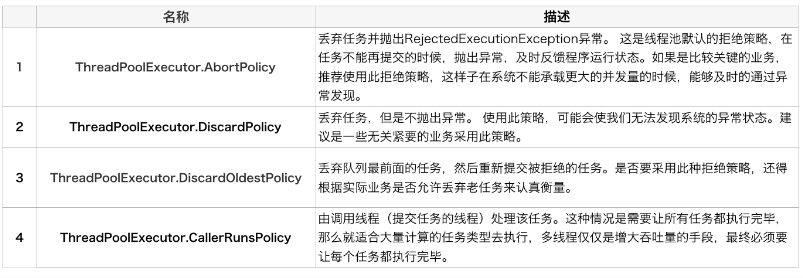 名称 描述
丢弃任务并抛出RejectedExecutionException异常。 这是线程池默认的拒绝策略，在
任务不能再提交的时候，抛出异常，及时反馈程序运行状态。如果是比较关键的业务，
1 ThreadPoolExecutor.AbortPolicy
推荐使用此拒绝策略，这样子在系统不能承载更大的并发量的时候，能够及时的通过异
常发现。
丢弃任务，但是不抛出异常。 使用此策略，可能会使我们无法发现系统的异常状态。建
2 ThreadPoolExecutor.DiscardPolicy
议是一些无关紧要的业务采用此策略。
丢弃队列最前面的任务，然后重新提交被拒绝的任务。是否要采用此种拒绝策略，还得
3 ThreadPoolExecutor.DiscardOldestPolicy
根据实际业务是否允许丢弃老任务来认真衡量。
由调用线程（提交任务的线程）处理该任务。这种情况是需要让所有任务都执行完毕，
4 ThreadPoolExecutor.CallerRunsPolicy
那么就适合大量计算的任务类型去执行，多线程仅仅是增大吞吐量的手段，最终必须要
让每个任务都执行完毕。